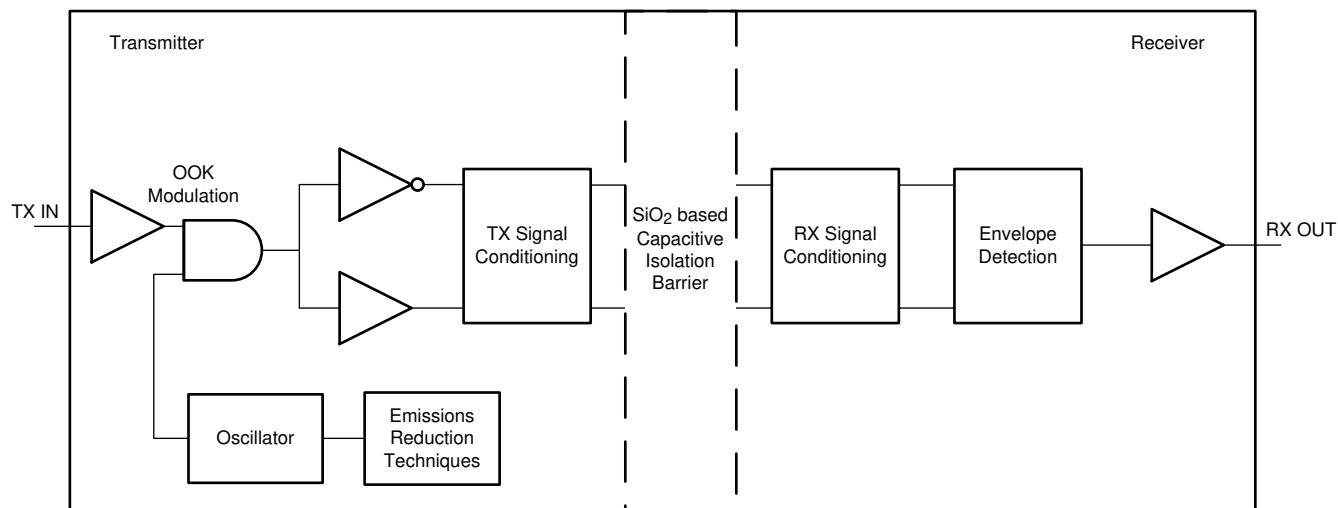 Transmitter
Receiver
OOK
Modulation
TX IN
TX Signal
Conditioning
SiO2 based
Capacitive
Isolation
Barrier
RX Signal
Conditioning
Envelope
Detection
RX OUT
Oscillator
Emissions
Reduction
Techniques